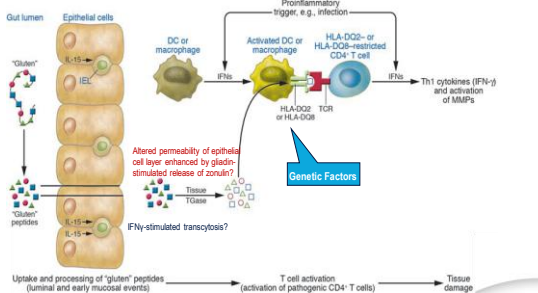 Proinflammatory
trigger, e.g., infection
Gut lumen
Epithelial cells
DC or
macrophage
Activated DC or
macrophage
HLA-DQ2– or
HLA-DQ8–restricted
CD4+ T cell
IL-15
"Gluten"
IEL
IFNs
IFNs
Th1 cytokines (IFN-γ)
and activation
of MMPs
HLA-DQ2
or HLA-DQ8
TCR
Altered permeability of epithelial
cell layer enhanced by gliadin-
stimulated release of zonulin?
Genetic Factors
Tissue
TGase
"Gluten"
peptides
IL-15
IL-15
IFNγ-stimulated transcytosis?
Uptake and processing of "gluten" peptides
(luminal and early mucosal events)
T cell activation
(activation of pathogenic CD4+ T cells)
Tissue
damage